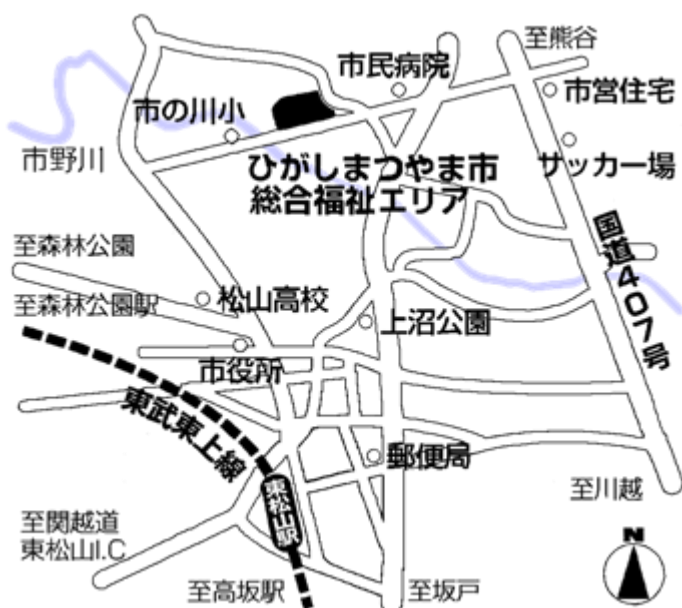 至熊谷
市民病院
市営住宅
市の川小
サッカー場
市野川
ひがしまつやま市
総合福祉エリア
国道407号
至森林公園
至森林公園駅
松山高校
上沼公園
市役所
東武東上線
郵便局
東松山駅
至川越
至関越道
東松山I.C
至高坂駅
至坂戸
N